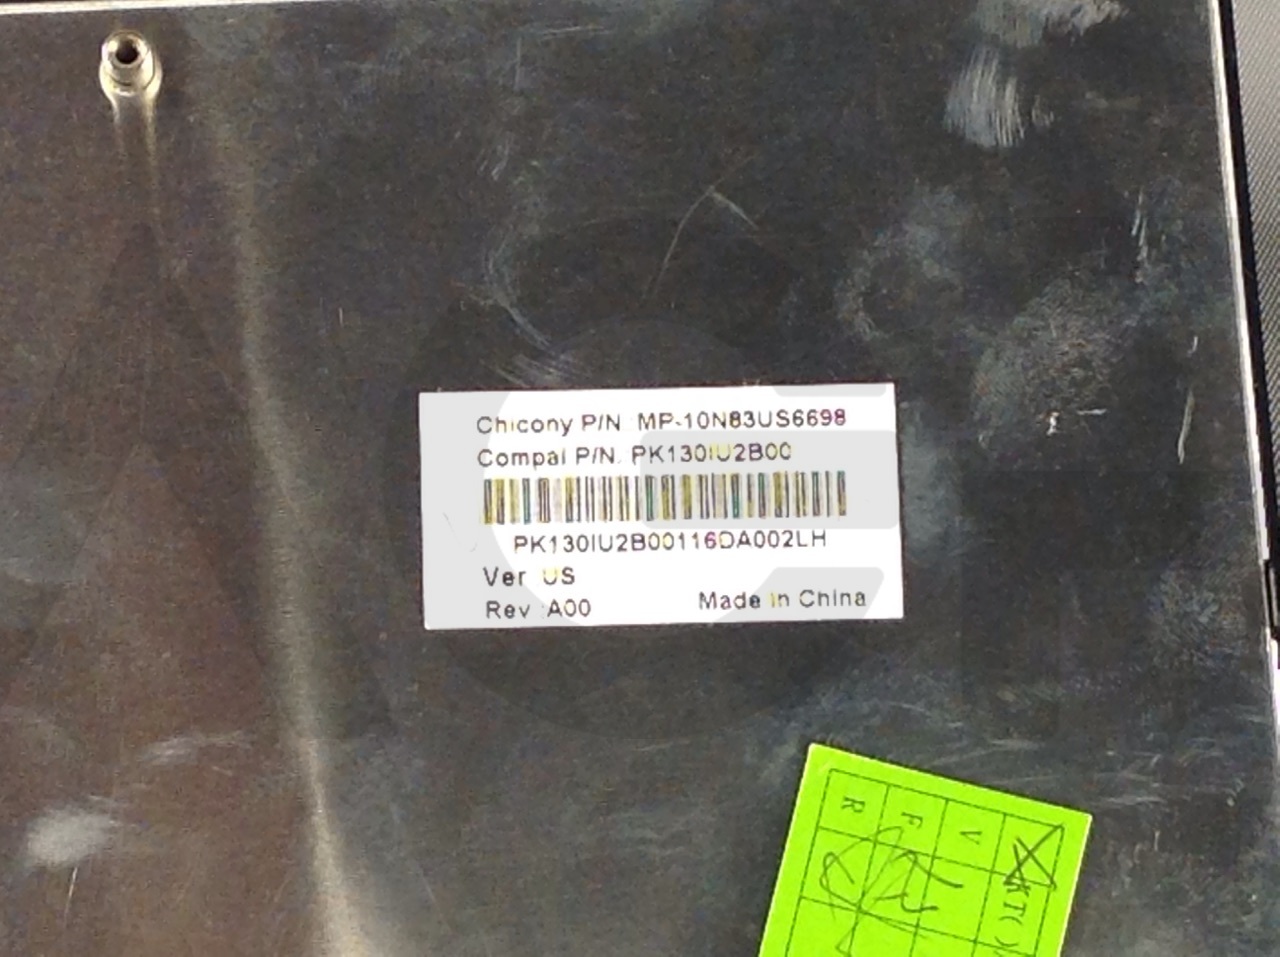 Chicony P/N: MP-10N83US6698
Compal P/N: PK130IU2B00
PK130IU2B00116DA002LH
Ver: US
Rev: A00
Made in China
R
F
V